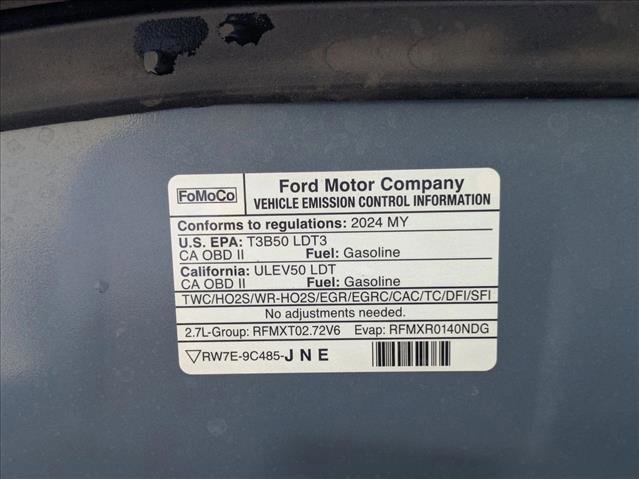 FoMoCo
Ford Motor Company
VEHICLE EMISSION CONTROL INFORMATION
Conforms to regulations: 2024 MY
U.S. EPA: T3B50 LDT3
CA OBD II Fuel: Gasoline
California: ULEV50 LDT
CA OBD II Fuel: Gasoline
TWC/HO2S/WR-HO2S/EGR/EGRC/CAC/TC/DFI/SFI
No adjustments needed.
2.7L-Group: RFMXT02.72V6 Evap: RFMXR0140NDG
▽RW7E-9C485-J N E